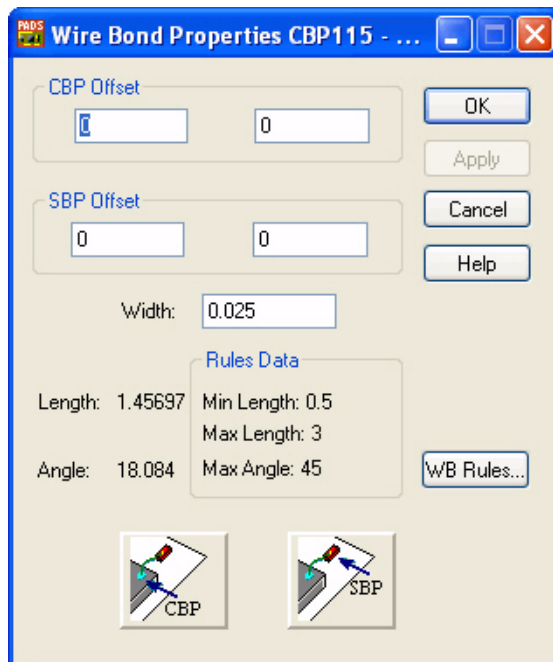 PADS
Wire Bond Properties CBP115 - ...
CBP Offset
0 0
OK
Apply
SBP Offset
0 0
Cancel
Help
Width: 0.025
Rules Data
Length: 1.45697 Min Length: 0.5
Max Length: 3
Angle: 18.084 Max Angle: 45
WB Rules...
CBP
SBP